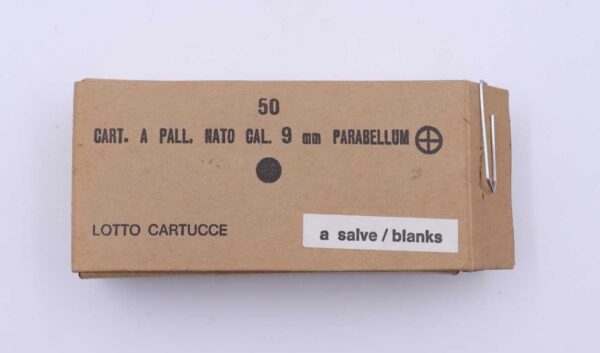 50
CART. A PALL. NATO CAL. 9 mm PARABELLUM
LOTTO CARTUCCE
a salve / blanks